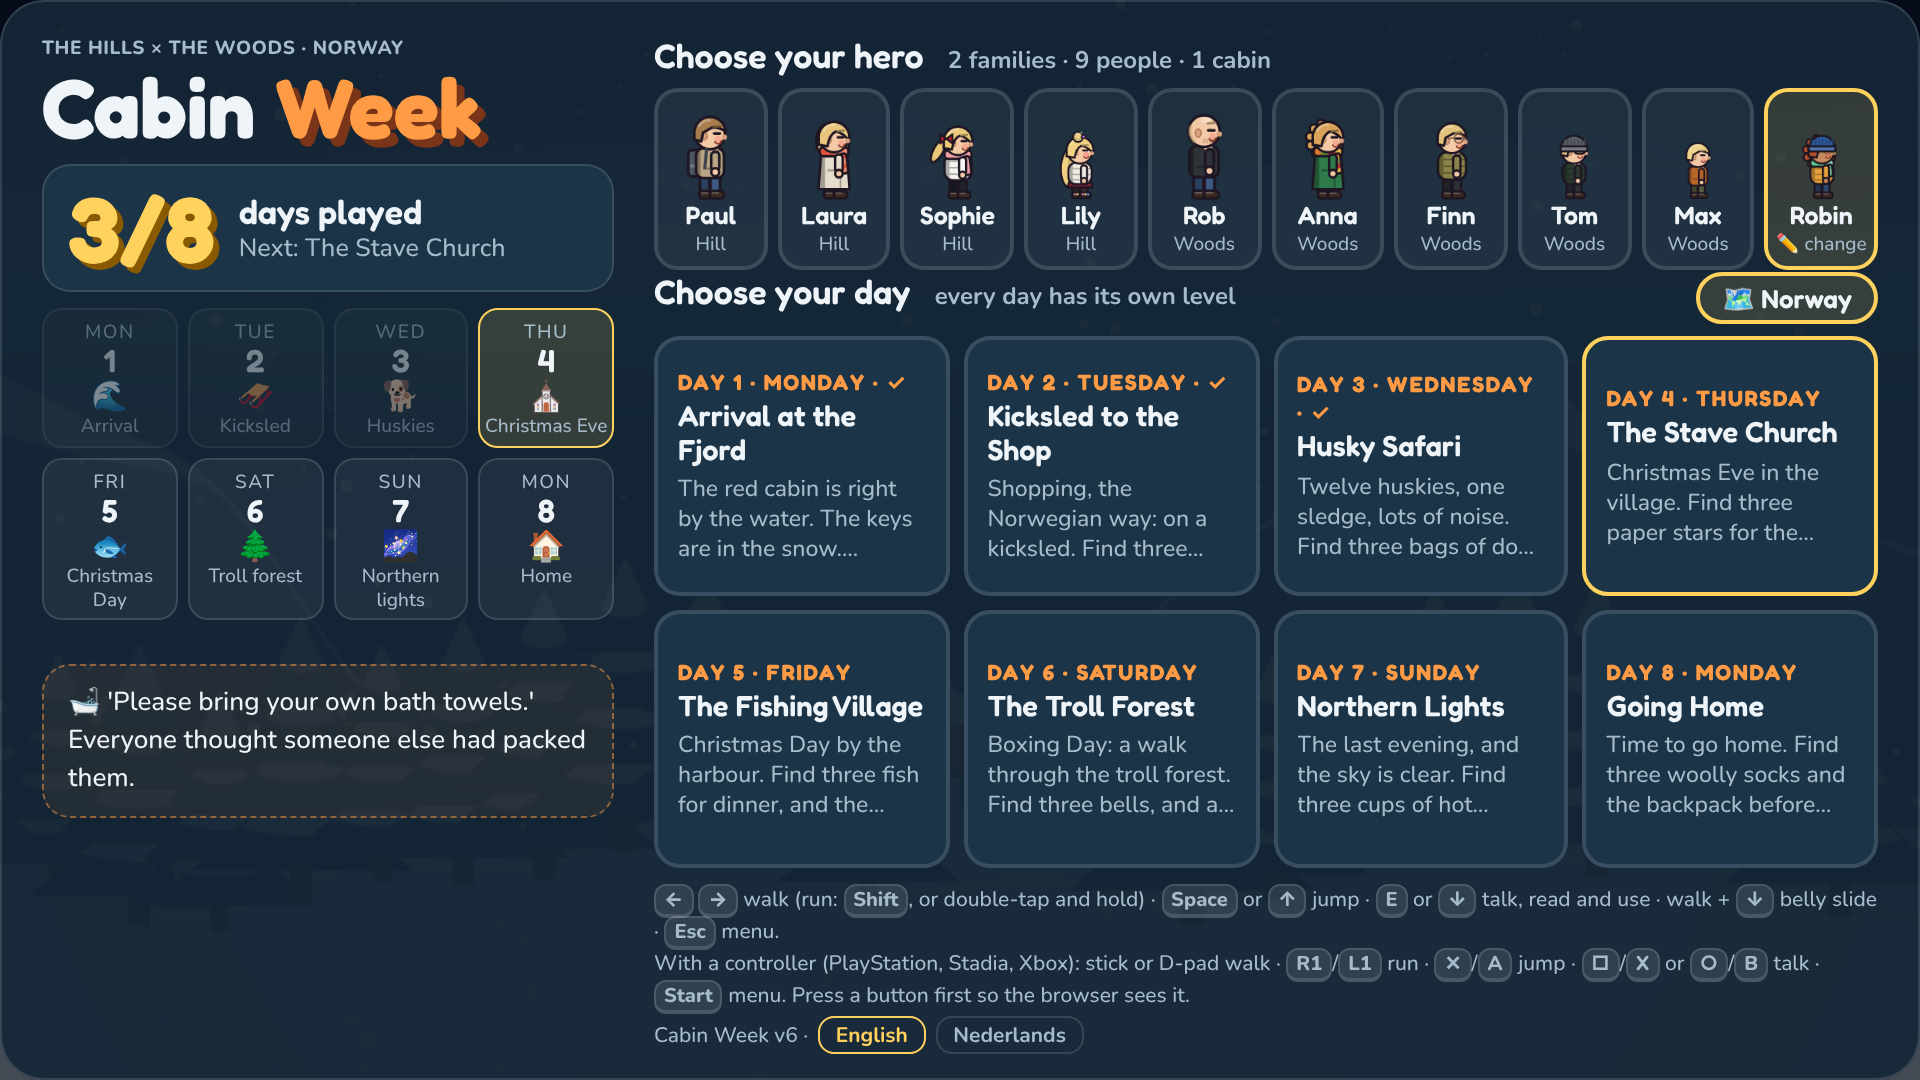 THE HILLS × THE WOODS · NORWAY
Cabin Week
3/8
days played
Next: The Stave Church
MON
1
Arrival
TUE
2
Kicksled
WED
3
Huskies
THU
4
Christmas Eve
FRI
5
Christmas
Day
SAT
6
Troll forest
SUN
7
Northern
lights
MON
8
Home
'Please bring your own bath towels.'
Everyone thought someone else had packed
them.
Choose your hero 2 families · 9 people · 1 cabin
Paul
Hill
Laura
Hill
Sophie
Hill
Lily
Hill
Rob
Woods
Anna
Woods
Finn
Woods
Tom
Woods
Max
Woods
Robin
✏️ change
Choose your day every day has its own level
🗺️ Norway
DAY 1 · MONDAY · ✓
Arrival at the
Fjord
The red cabin is right
by the water. The keys
are in the snow....
DAY 2 · TUESDAY · ✓
Kicksled to the
Shop
Shopping, the
Norwegian way: on a
kicksled. Find three...
DAY 3 · WEDNESDAY
· ✓
Husky Safari
Twelve huskies, one
sledge, lots of noise.
Find three bags of do...
DAY 4 · THURSDAY
The Stave Church
Christmas Eve in the
village. Find three
paper stars for the...
DAY 5 · FRIDAY
The Fishing Village
Christmas Day by the
harbour. Find three fish
for dinner, and the...
DAY 6 · SATURDAY
The Troll Forest
Boxing Day: a walk
through the troll forest.
Find three bells, and a...
DAY 7 · SUNDAY
Northern Lights
The last evening, and
the sky is clear. Find
three cups of hot...
DAY 8 · MONDAY
Going Home
Time to go home. Find
three woolly socks and
the backpack before...
← → walk (run: Shift, or double-tap and hold) · Space or ↑ jump · E or ↓ talk, read and use · walk + ↓ belly slide
· Esc menu.
With a controller (PlayStation, Stadia, Xbox): stick or D-pad walk · R1/L1 run · ✕/A jump · □/X or ○/B talk ·
Start menu. Press a button first so the browser sees it.
Cabin Week v6 · English Nederlands